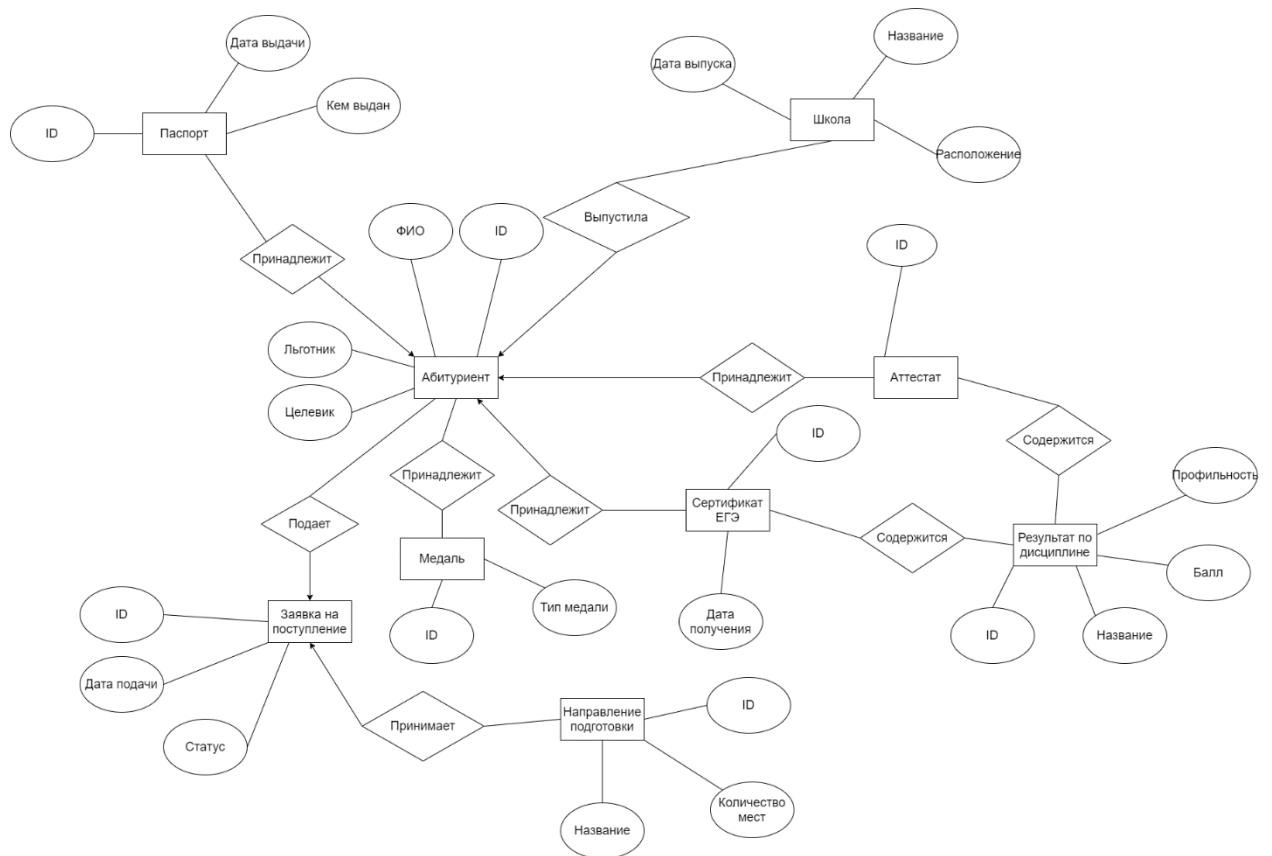 Дата выдачи
Название
Дата выпуска
Кем выдан
ID
Паспорт
Школа
Расположение
ФИО
ID
Выпустила
ID
Принадлежит
Льготник
Абитуриент
Принадлежит
Аттестат
Целевик
ID
Содержится
Принадлежит
Профильность
Сертификат
ЕГЭ
Принадлежит
Подает
Содержится
Результат по
дисциплине
Медаль
Балл
ID
Заявка на
поступление
Тип медали
Дата
получения
ID
ID
Название
Дата подачи
Направление
подготовки
ID
Статус
Принимает
Количество
мест
Название